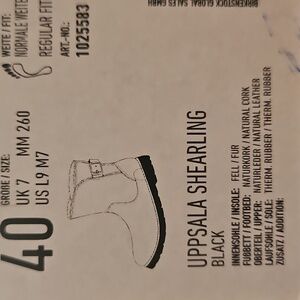 WEITE / FIT:
NORMALE WEITE
REGULAR FIT
ART.-NO.:
1025583
BIRKENSTOCK GLOBAL SALES GMBH
GRÖßE / SIZE:
40
UK 7 MM 260
US L9 M7
UPPSALA SHEARLING
BLACK
INNENSOHLE / INSOLE: FELL / FUR
FUßBETT / FOOTBED: NATURKORK / NATURAL CORK
OBERTEIL / UPPER: NATURLEDER / NATURAL LEATHER
LAUFSOHLE / SOLE: THERM. RUBBER / THERM. RUBBER
ZUSATZ / ADDITION: